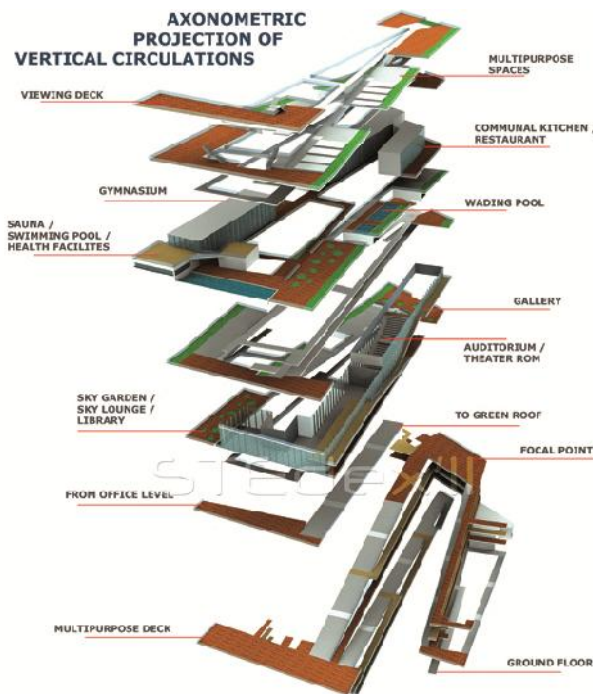 AXONOMETRIC
PROJECTION OF
VERTICAL CIRCULATIONS
MULTIPURPOSE
SPACES
VIEWING DECK
COMMUNAL KITCHEN /
RESTAURANT
GYMNASIUM
WADING POOL
SAUNA /
SWIMMING POOL /
HEALTH FACILITES
GALLERY
AUDITORIUM /
THEATER ROM
SKY GARDEN /
SKY LOUNGE /
LIBRARY
TO GREEN ROOF
FOCAL POINT
FROM OFFICE LEVEL
MULTIPURPOSE DECK
GROUND FLOOR